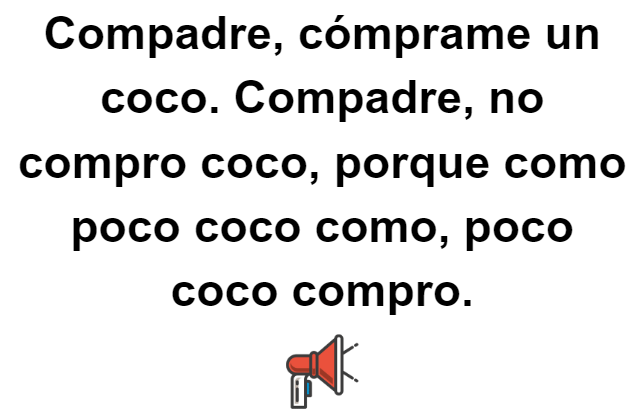 Compadre, cómprame un
coco. Compadre, no
compro coco, porque como
poco coco como, poco
coco compro.